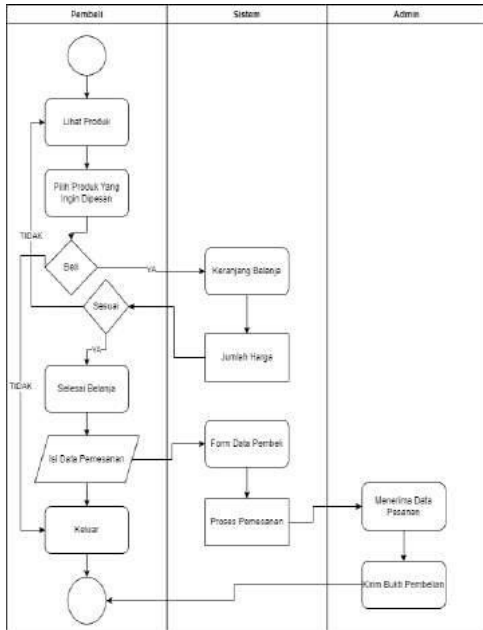 Pembeli
Sistem
Admin
Lihat Produk
Pilih Produk Yang
Ingin Dipesan
TIDAK
Beli
YA
Keranjang Belanja
Sesuai
Jumlah Harga
YA
TIDAK
Selesai Belanja
Isi Data Pemesanan
Form Data Pembeli
Menerima Data
Pesanan
Proses Pemesanan
Keluar
Kirim Bukti Pembelian